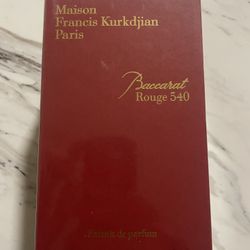 Maison
Francis Kurkdjian
Paris
Baccarat
Rouge 540
Extrait de parfum